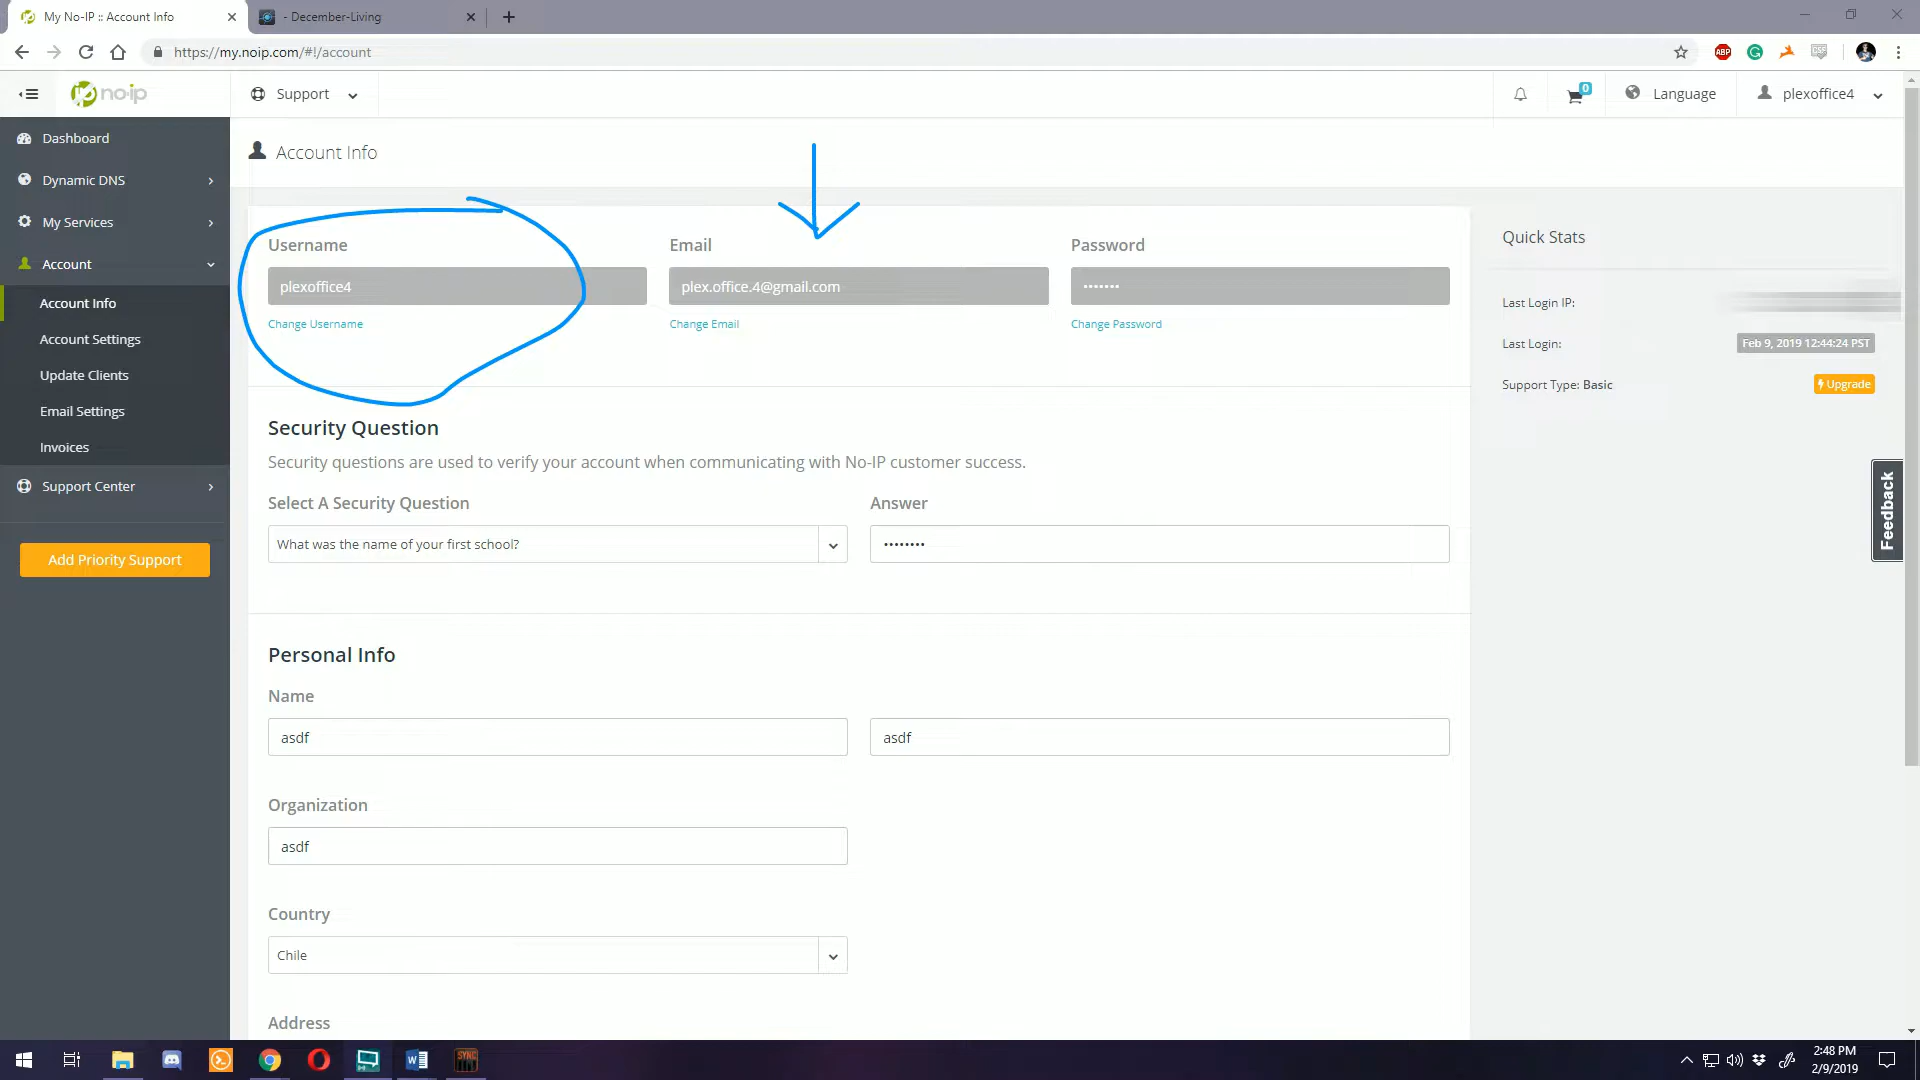 My No-IP :: Account Info
- December-Living
https://my.noip.com/#!/account
ABP
no-ip
Support
0
Language
plexoffice4
Dashboard
Dynamic DNS
My Services
Account
Account Info
Account Settings
Update Clients
Email Settings
Invoices
Support Center
Add Priority Support
Account Info
Username
Email
Password
plexoffice4
plex.office.4@gmail.com
•••••••
Change Username
Change Email
Change Password
Security Question
Security questions are used to verify your account when communicating with No-IP customer success.
Select A Security Question
Answer
What was the name of your first school?
••••••••
Personal Info
Name
asdf
asdf
Organization
asdf
Country
Chile
Address
Quick Stats
Last Login IP:
Last Login:
Feb 9, 2019 12:44:24 PST
Support Type: Basic
Upgrade
Feedback
SYNC
2:48 PM
2/9/2019